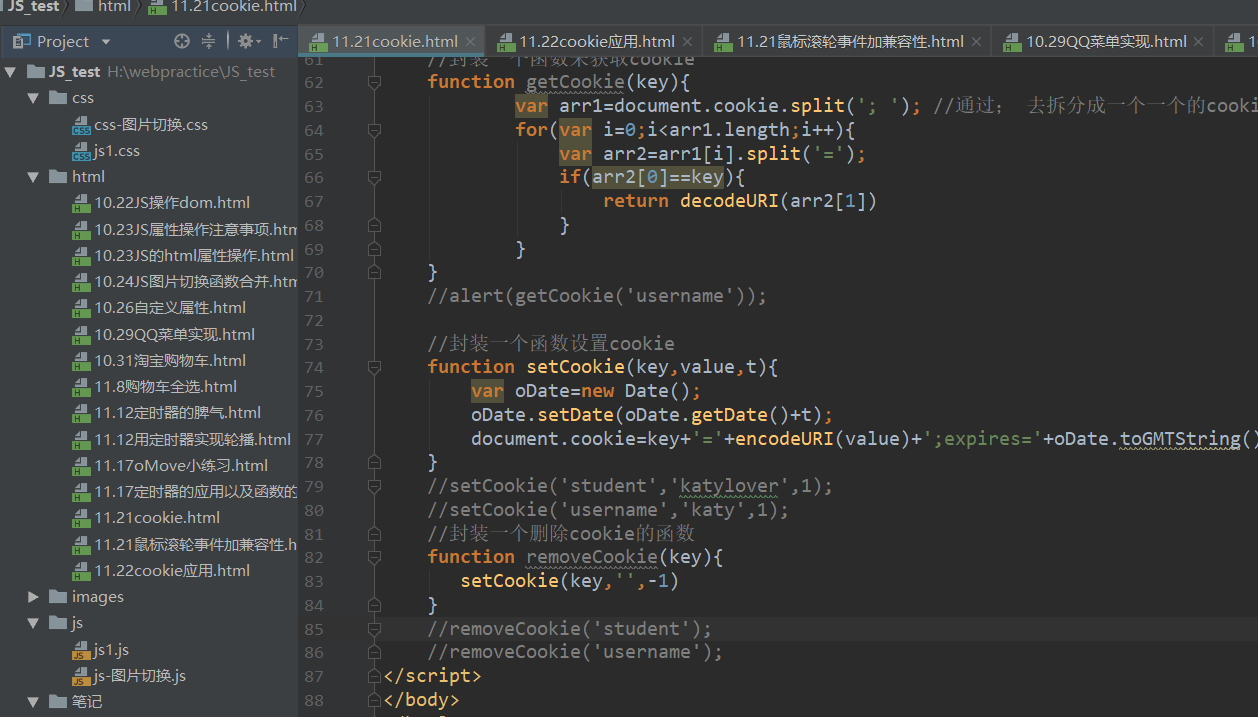 JS_test html 11.21cookie.html
Project
11.21cookie.html 11.22cookie应用.html 11.21鼠标滚轮事件加兼容性.html 10.29QQ菜单实现.html
JS_test H:\webpractice\JS_test
css
css-图片切换.css
js1.css
html
10.22JS操作dom.html
10.23JS属性操作注意事项.htm
10.23JS的html属性操作.html
10.24JS图片切换函数合并.htm
10.26自定义属性.html
10.29QQ菜单实现.html
10.31淘宝购物车.html
11.8购物车全选.html
11.12定时器的脾气.html
11.12用定时器实现轮播.html
11.17oMove小练习.html
11.17定时器的应用以及函数的
11.21cookie.html
11.21鼠标滚轮事件加兼容性.h
11.22cookie应用.html
images
js
js1.js
js-图片切换.js
笔记
61 //封装一个函数来获取cookie
62 function getCookie(key){
63 var arr1=document.cookie.split('; '); //通过; 去拆分成一个一个的cooki
64 for(var i=0;i<arr1.length;i++){
65 var arr2=arr1[i].split('=');
66 if(arr2[0]==key){
67 return decodeURI(arr2[1])
68 }
69 }
70 }
71 //alert(getCookie('username'));
72
73 //封装一个函数设置cookie
74 function setCookie(key,value,t){
75 var oDate=new Date();
76 oDate.setDate(oDate.getDate()+t);
77 document.cookie=key+'='+encodeURI(value)+';expires='+oDate.toGMTString()
78 }
79 //setCookie('student','katylover',1);
80 //setCookie('username','katy',1);
81 //封装一个删除cookie的函数
82 function removeCookie(key){
83 setCookie(key,'',-1)
84 }
85 //removeCookie('student');
86 //removeCookie('username');
87 </script>
88 </body>